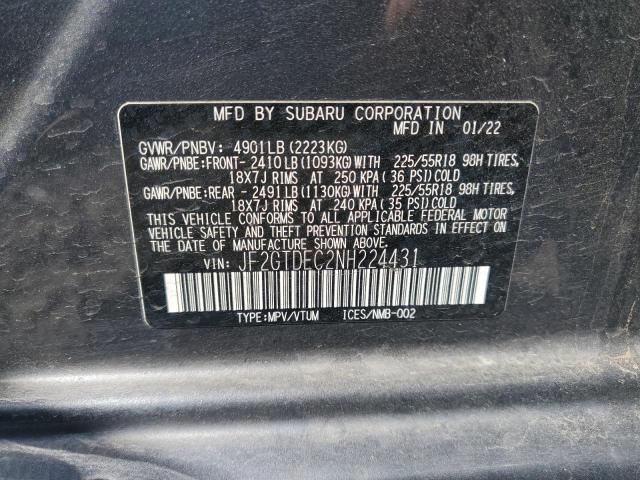 MFD BY SUBARU CORPORATION
MFD IN 01/22
GVWR/PNBV: 4901LB (2223KG)
GAWR/PNBE:FRONT- 2410 LB (1093KG) WITH 225/55R18 98H TIRES,
18X7J RIMS AT 250 KPA ( 36 PSI) COLD
GAWR/PNBE:REAR - 2491 LB (1130KG) WITH 225/55R18 98H TIRES,
18X7J RIMS AT 240 KPA ( 35 PSI) COLD
THIS VEHICLE CONFORMS TO ALL APPLICABLE FEDERAL MOTOR
VEHICLE SAFETY AND THEFT PREVENTION STANDARDS IN EFFECT ON
THE DATE OF MANUFACTURE SHOWN ABOVE.
VIN: JF2GTDEC2NH224431
TYPE:MPV/VTUM ICES/NMB-002